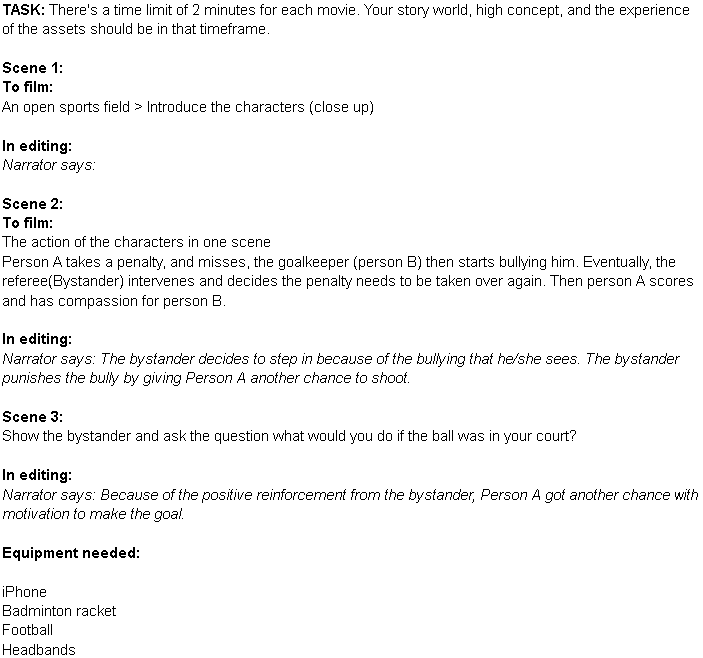 TASK: There's a time limit of 2 minutes for each movie. Your story world, high concept, and the experience
of the assets should be in that timeframe.
Scene 1:
To film:
An open sports field > Introduce the characters (close up)
In editing:
Narrator says:
Scene 2:
To film:
The action of the characters in one scene
Person A takes a penalty, and misses, the goalkeeper (person B) then starts bullying him. Eventually, the
referee(Bystander) intervenes and decides the penalty needs to be taken over again. Then person A scores
and has compassion for person B.
In editing:
Narrator says: The bystander decides to step in because of the bullying that he/she sees. The bystander
punishes the bully by giving Person A another chance to shoot.
Scene 3:
Show the bystander and ask the question what would you do if the ball was in your court?
In editing:
Narrator says: Because of the positive reinforcement from the bystander, Person A got another chance with
motivation to make the goal.
Equipment needed:
iPhone
Badminton racket
Football
Headbands